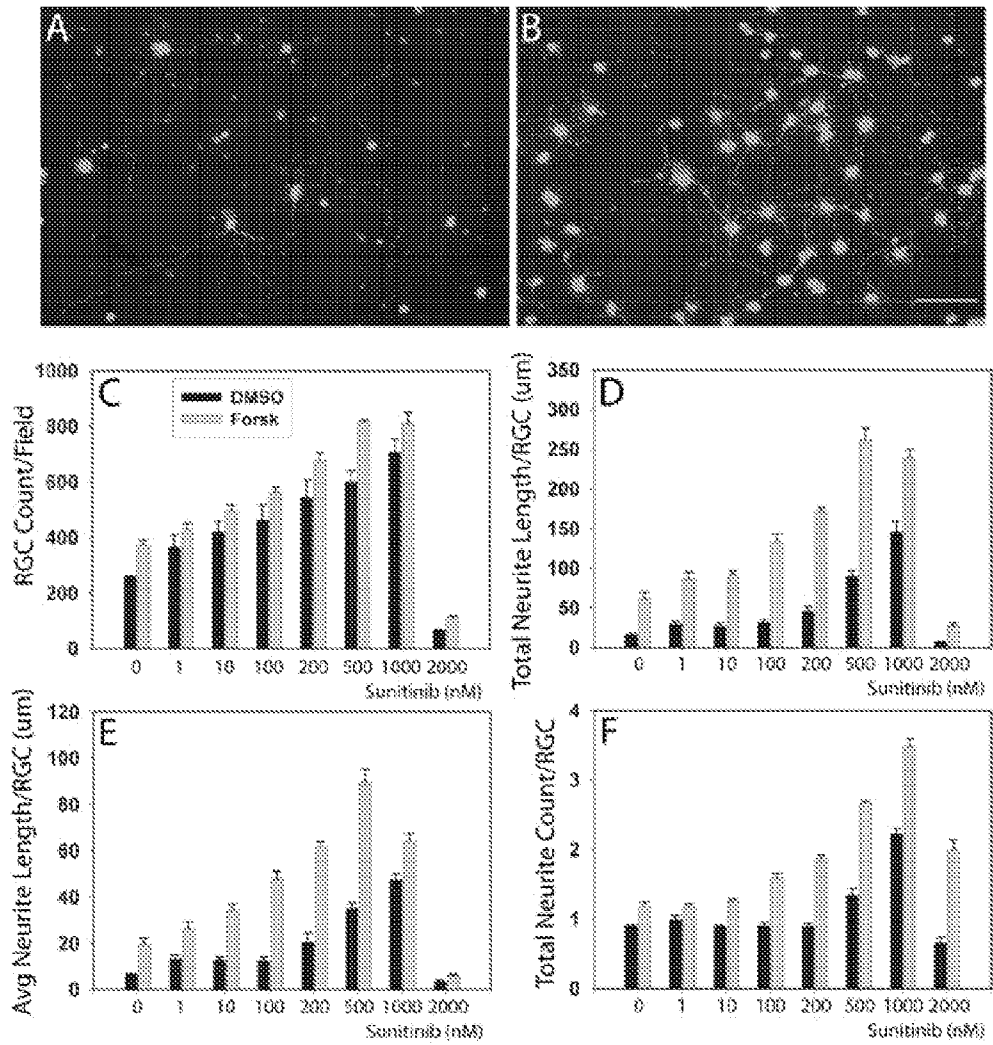 A
B
C
RGC Count/Field
1000
800
600
400
200
0
DMSO
Forsk
0 1 10 100 200 500 1000 2000
Sunitinib (nM)
D
Total Neurite Length/RGC (um)
350
300
250
200
150
100
50
0
0 1 10 100 200 500 1000 2000
Sunitinib (nM)
E
Avg Neurite Length/RGC (um)
120
100
80
60
40
20
0
0 1 10 100 200 500 1000 2000
Sunitinib (nM)
F
Total Neurite Count/RGC
4
3
2
1
0
0 1 10 100 200 500 1000 2000
Sunitinib (nM)